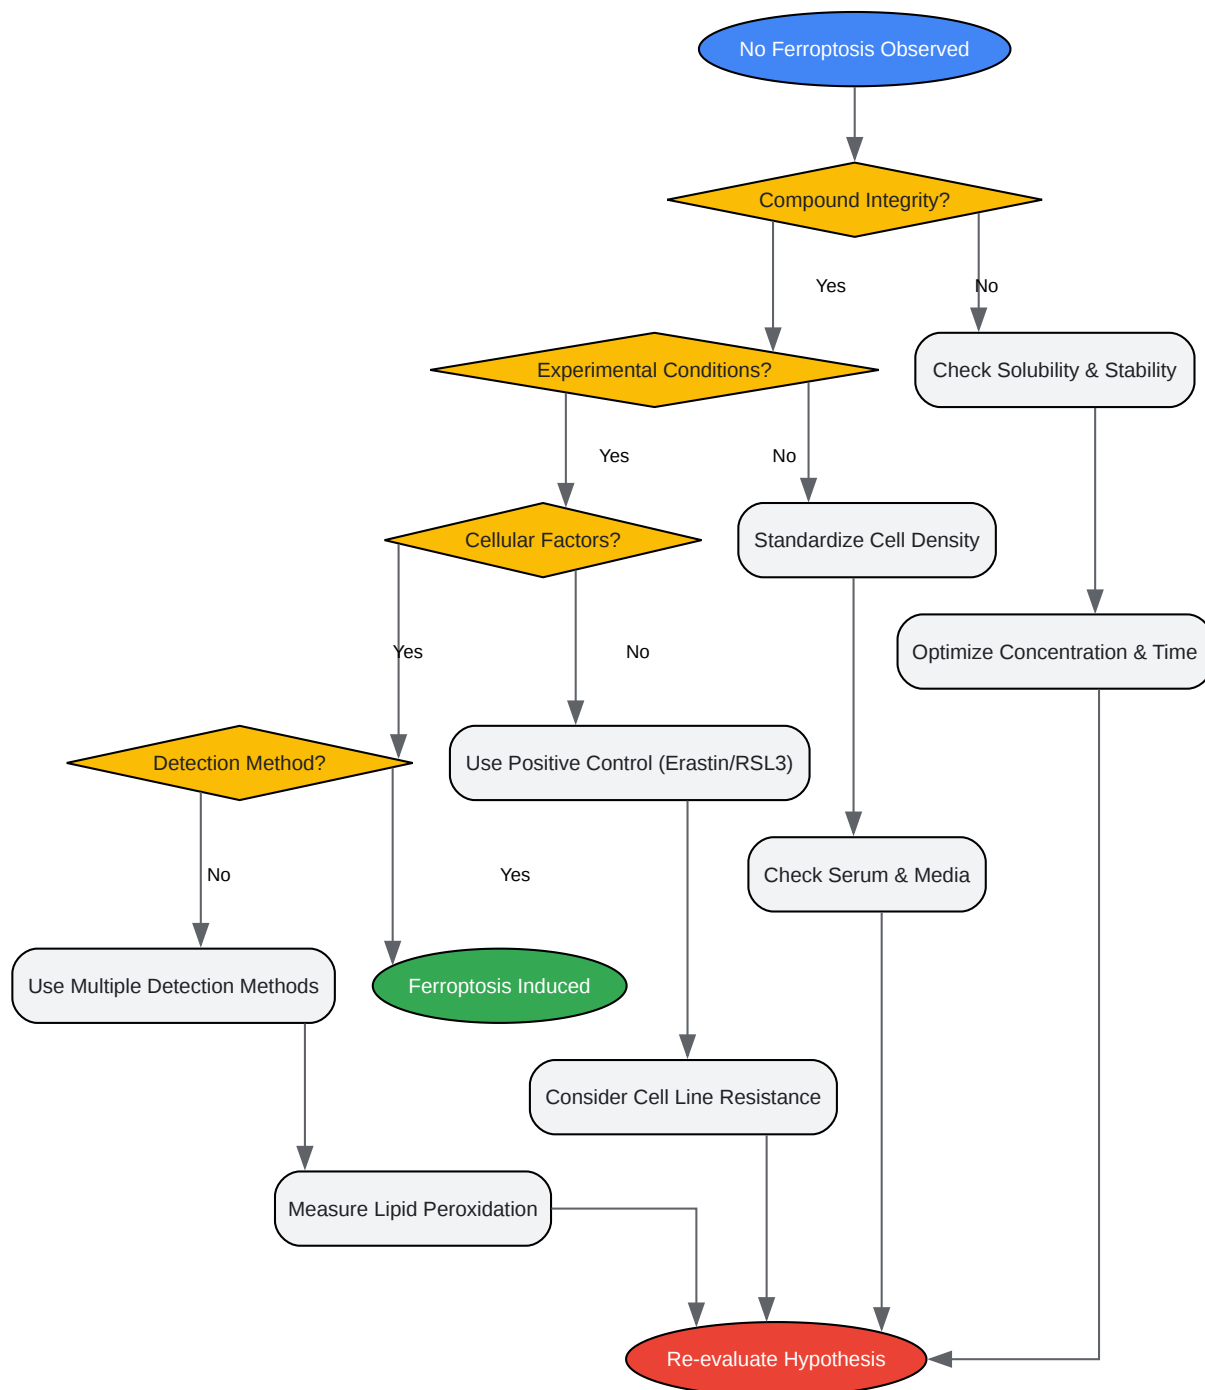 No Ferroptosis Observed
Compound Integrity?
Yes
No
Experimental Conditions?
Check Solubility & Stability
Yes
No
Cellular Factors?
Standardize Cell Density
Yes
No
Optimize Concentration & Time
Detection Method?
Use Positive Control (Erastin/RSL3)
No
Yes
Check Serum & Media
Use Multiple Detection Methods
Ferroptosis Induced
Consider Cell Line Resistance
Measure Lipid Peroxidation
Re-evaluate Hypothesis